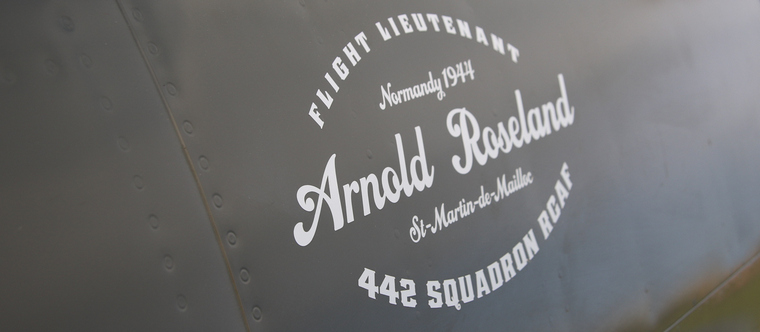 FLIGHT LIEUTENANT
Normandy 1944
Arnold Roseland
St-Martin-de-Mailloc
442 SQUADRON RCAF